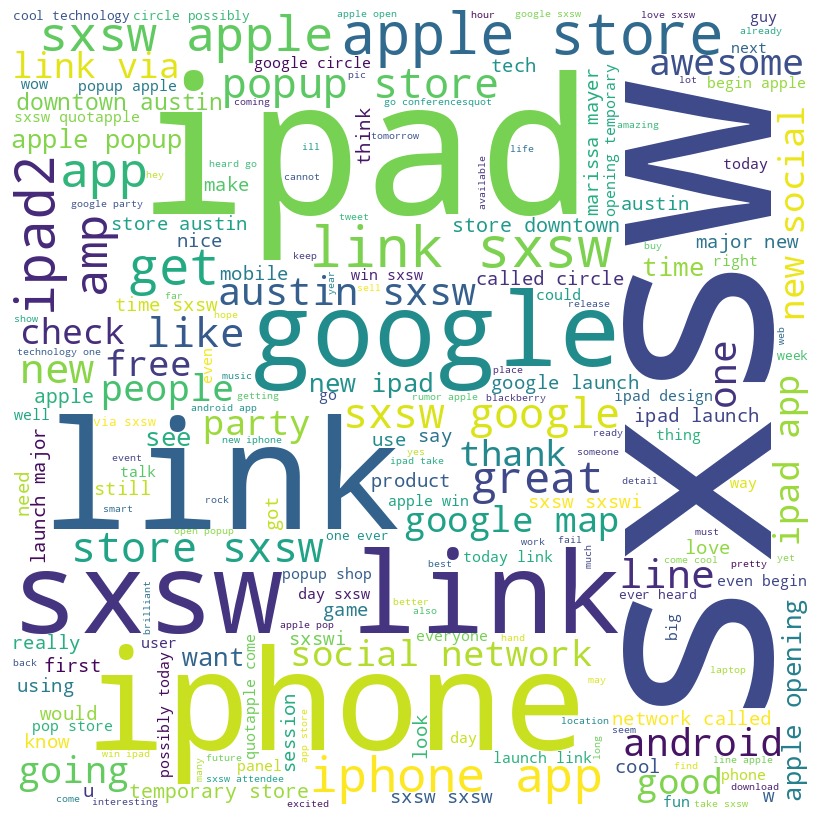 cool technology
circle possibly
apple open
hour
google sxsw
love sxsw
guy
already
sxsw apple
apple store
next
link via
wow
popup apple
google circle
pic
coming
popup store
go conferencesquot
tech
awesome
lot
begin apple
downtown austin
sxsw quotapple
apple popup
ipad
think
tomorrow
ill
life
amazing
marissa mayer
opening temporary
SXSW
new social
today
ipad2
app
amp
hey
heard go
make
cannot
available
google party
store austin
tweet
nice
austin
store downtown
major new
buy
get
link sxsw
keep
mobile
win sxsw
called circle
time
right
time sxsw
far
austin sxsw
year
sell
could
release
show
hope
check
like
google
technology one
free
even
music
place
web
week
one
new
people
getting
new ipad
go
google launch
blackberry
ipad design
apple
android app
rumor apple
ipad launch
ipad app
well
via sxsw
party
sxsw google
ready
thing
see
new iphone
use
say
yes
someone
launch major
event
talk
link
ipad take
thank
need
still
product
great
detail
way
smart
rock
got
apple win
sxsw sxswi
google map
must
open popup
one ever
work
fail
store sxsw
today link
much
love
pretty
come cool
yet
sxsw link
popup shop
best
line
even begin
day sxsw
better
ever heard
brilliant
game
also
apple pop
hand
big
really
user
sxswi
everyone
social network
back
first
possibly today
want
iphone
laptop
using
quotapple come
may
apple opening
would
pop store
session
app store
look
location
network called
know
win ipad
day
seem
android
going
future
panel
launch link
long
cool
find
line apple
many
sxsw attendee
iphone app
good
phone
download
u
temporary store
come
interesting
excited
sxsw sxsw
fun
take sxsw
w